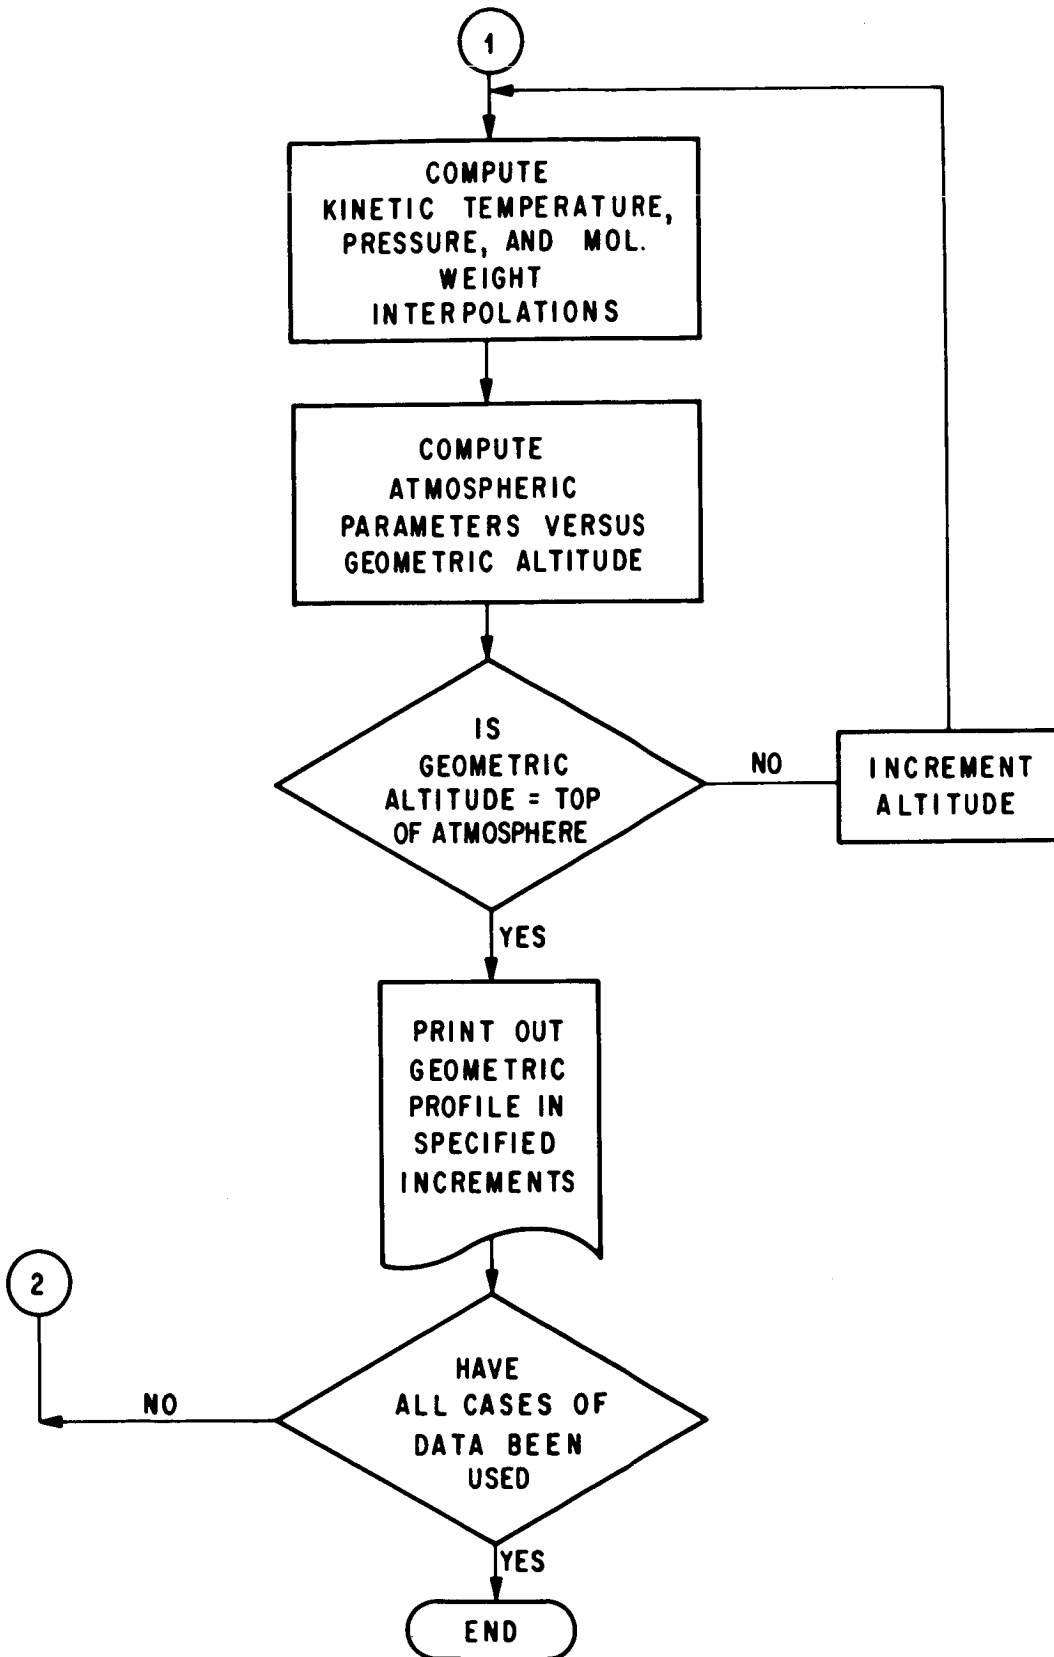 1
COMPUTE
KINETIC TEMPERATURE,
PRESSURE, AND MOL.
WEIGHT
INTERPOLATIONS
COMPUTE
ATMOSPHERIC
PARAMETERS VERSUS
GEOMETRIC ALTITUDE
IS
GEOMETRIC
ALTITUDE = TOP
OF ATMOSPHERE
NO
INCREMENT
ALTITUDE
YES
PRINT OUT
GEOMETRIC
PROFILE IN
SPECIFIED
INCREMENTS
2
HAVE
ALL CASES OF
DATA BEEN
USED
NO
YES
END